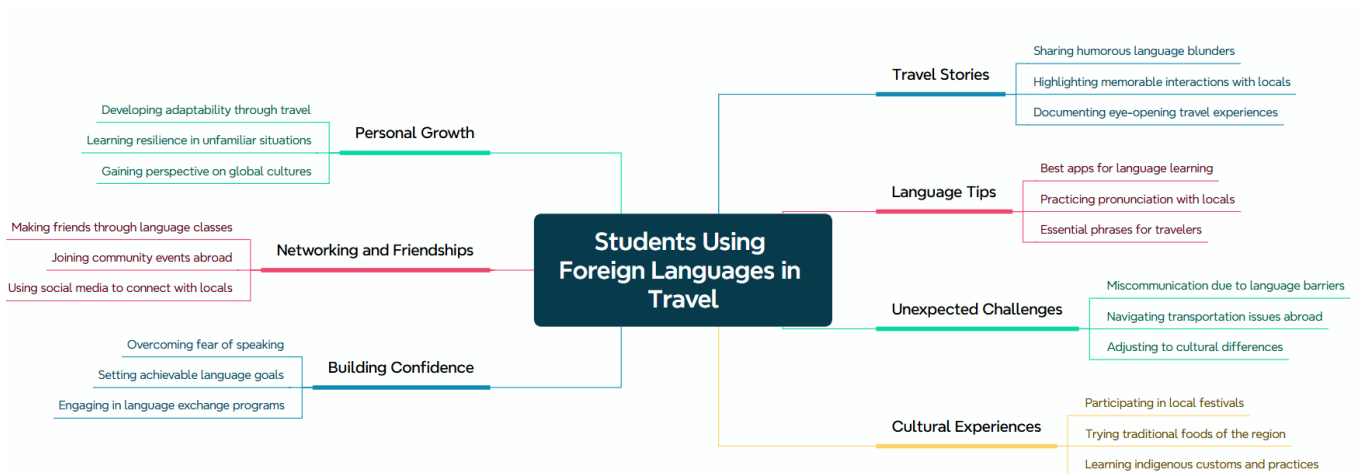 Students Using
Foreign Languages in
Travel
Travel Stories
Sharing humorous language blunders
Highlighting memorable interactions with locals
Documenting eye-opening travel experiences
Language Tips
Best apps for language learning
Practicing pronunciation with locals
Essential phrases for travelers
Unexpected Challenges
Miscommunication due to language barriers
Navigating transportation issues abroad
Adjusting to cultural differences
Cultural Experiences
Participating in local festivals
Trying traditional foods of the region
Learning indigenous customs and practices
Personal Growth
Developing adaptability through travel
Learning resilience in unfamiliar situations
Gaining perspective on global cultures
Networking and Friendships
Making friends through language classes
Joining community events abroad
Using social media to connect with locals
Building Confidence
Overcoming fear of speaking
Setting achievable language goals
Engaging in language exchange programs